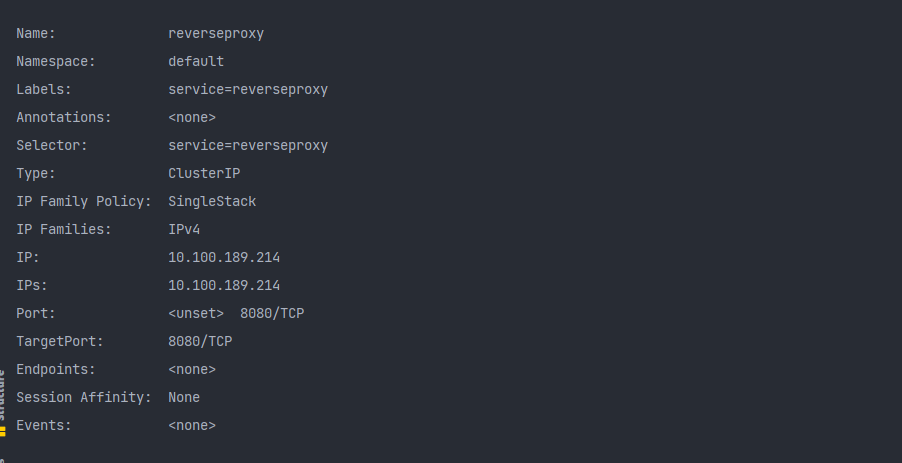 Name: reverseproxy
Namespace: default
Labels: service=reverseproxy
Annotations: <none>
Selector: service=reverseproxy
Type: ClusterIP
IP Family Policy: SingleStack
IP Families: IPv4
IP: 10.100.189.214
IPs: 10.100.189.214
Port: <unset> 8080/TCP
TargetPort: 8080/TCP
Endpoints: <none>
Session Affinity: None
Events: <none>
Structure